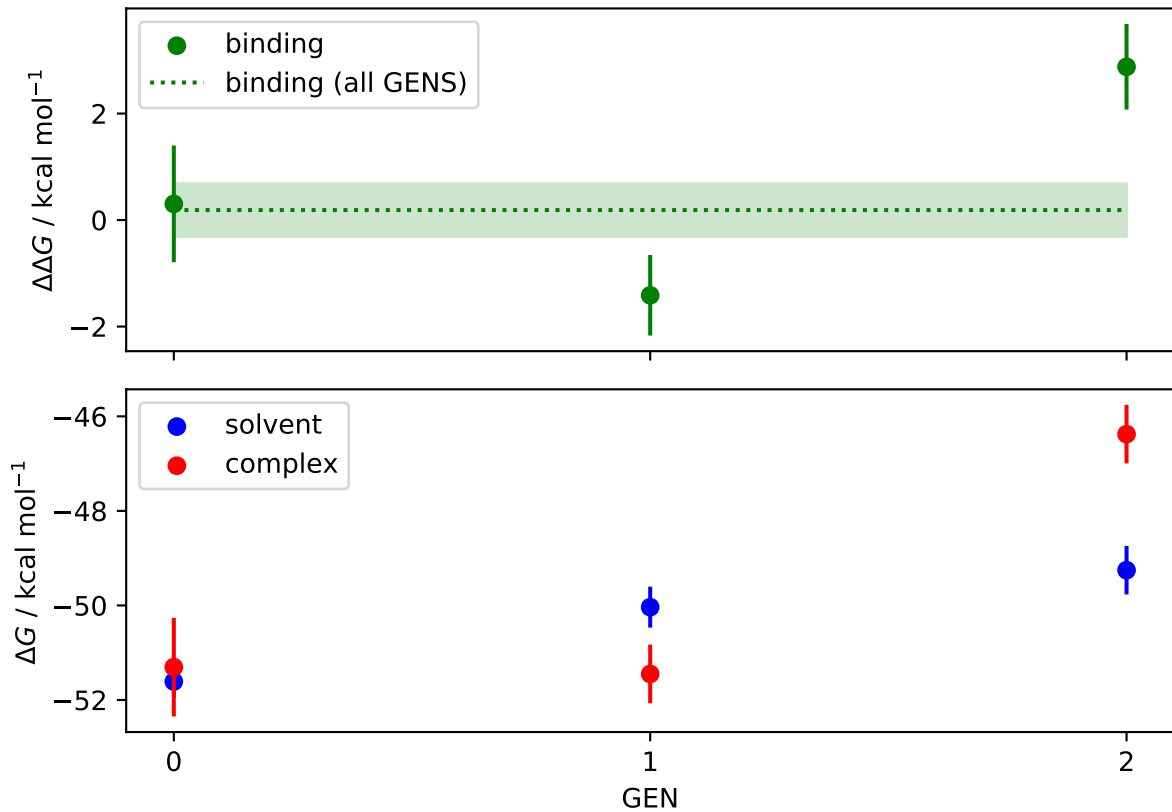 binding
binding (all GENS)
ΔΔG / kcal mol⁻¹
2
0
−2
solvent
complex
ΔG / kcal mol⁻¹
−46
−48
−50
−52
0 1 2
GEN